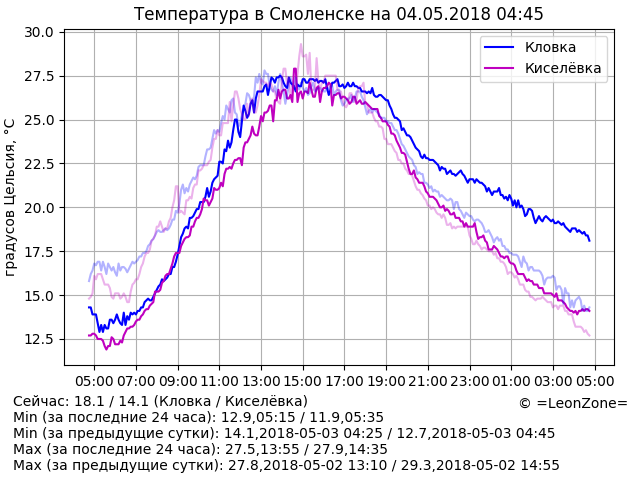 Температура в Смоленске на 04.05.2018 04:45
градусов Цельсия, °C
30.0
27.5
25.0
22.5
20.0
17.5
15.0
12.5
Кловка
Киселёвка
05:00 07:00 09:00 11:00 13:00 15:00 17:00 19:00 21:00 23:00 01:00 03:00 05:00
Сейчас: 18.1 / 14.1 (Кловка / Киселёвка)
© =LeonZone=
Min (за последние 24 часа): 12.9,05:15 / 11.9,05:35
Min (за предыдущие сутки): 14.1,2018-05-03 04:25 / 12.7,2018-05-03 04:45
Max (за последние 24 часа): 27.5,13:55 / 27.9,14:35
Max (за предыдущие сутки): 27.8,2018-05-02 13:10 / 29.3,2018-05-02 14:55